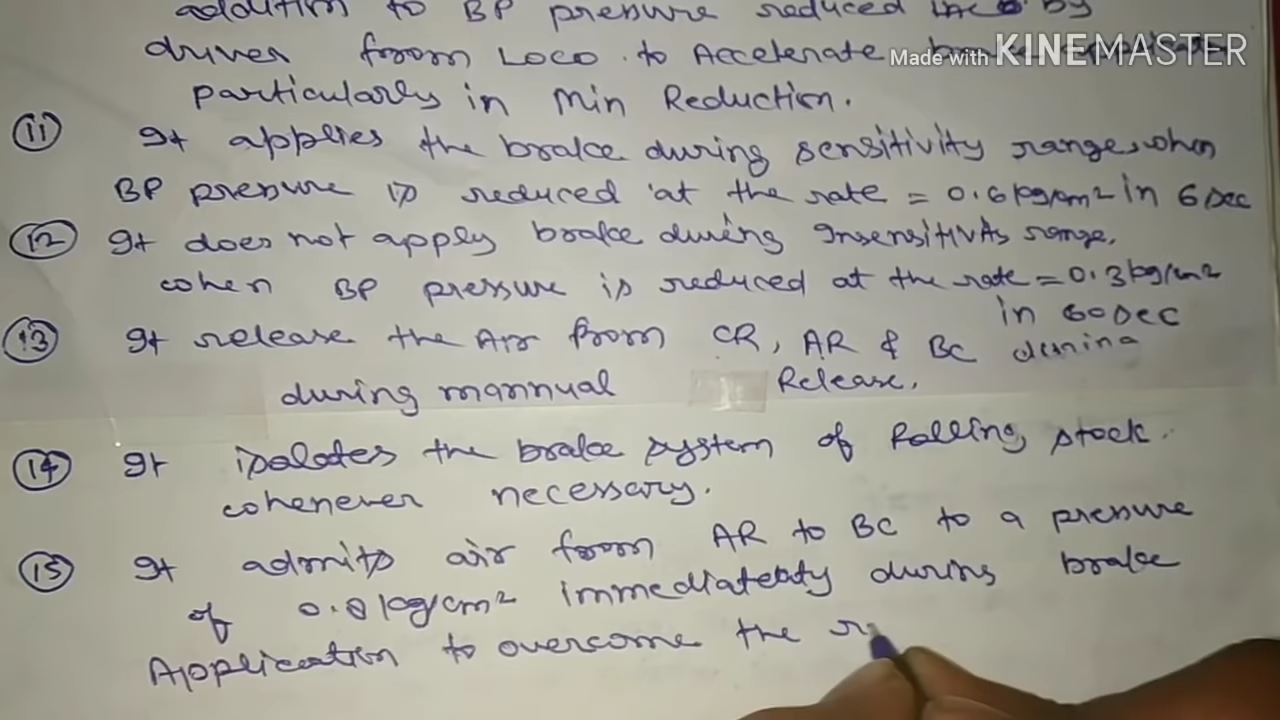 addition to BP pressure reduced by
driver from Loco to Accelerate
Made with KINEMASTER
particularly in Min Reduction.
(11) It applies the brake during sensitivity range when
BP pressure is reduced at the rate = 0.6 kg/cm2 in 6 sec
(12) It does not apply brake during Insensitivity range,
when BP pressure is reduced at the rate = 0.3 kg/cm2
in 60 sec
(13) It release the Air from CR, AR & BC during
during mannual Release.
(14) It isolates the brake system of Rolling stock.
whenever necessary.
(15) It admits air from AR to BC to a pressure
of 0.8 kg/cm2 immediately during brake
Application to overcome the